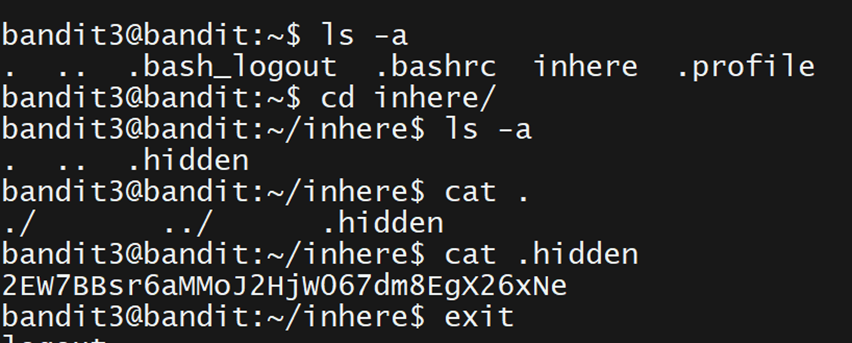 bandit3@bandit:~$ ls -a
.  ..  .bash_logout  .bashrc  inhere  .profile
bandit3@bandit:~$ cd inhere/
bandit3@bandit:~/inhere$ ls -a
.  ..  .hidden
bandit3@bandit:~/inhere$ cat .
./       ../       .hidden
bandit3@bandit:~/inhere$ cat .hidden
2EW7BBsr6aMMoJ2HjW067dm8EgX26xNe
bandit3@bandit:~/inhere$ exit
logout